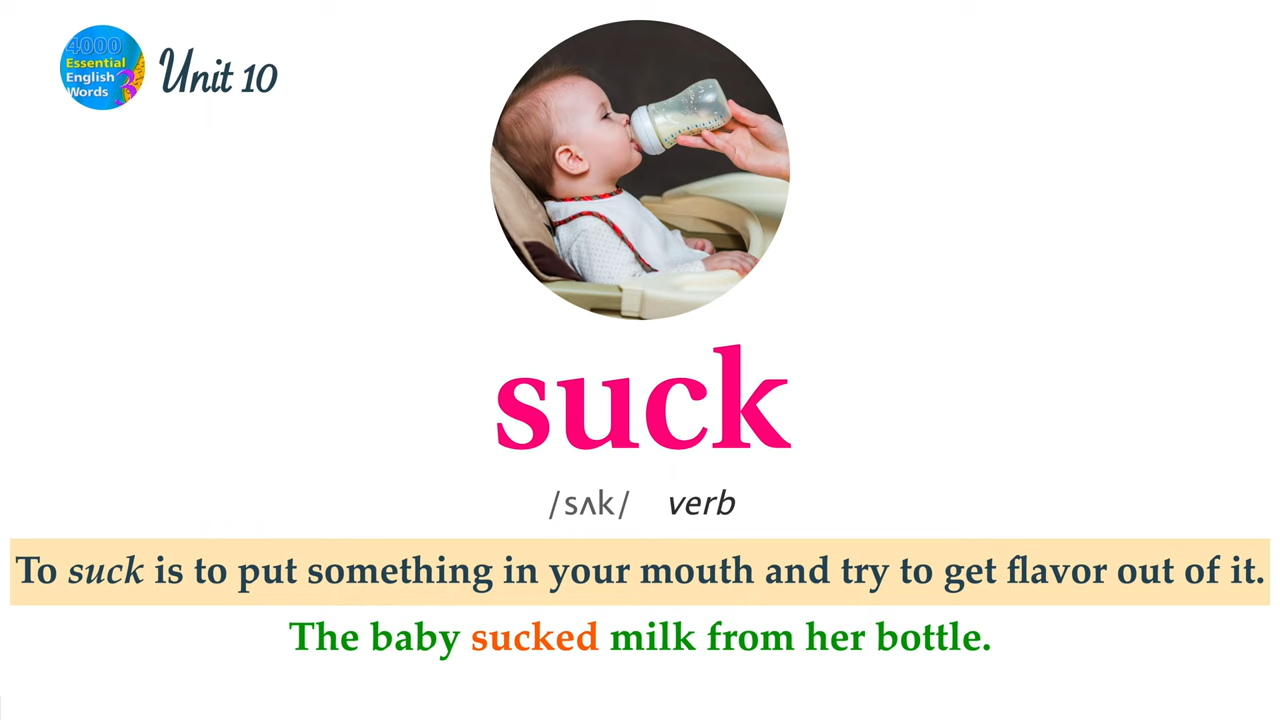 4000
Essential
English
Words 3
Unit 10
suck
/sʌk/ verb
To suck is to put something in your mouth and try to get flavor out of it.
The baby sucked milk from her bottle.